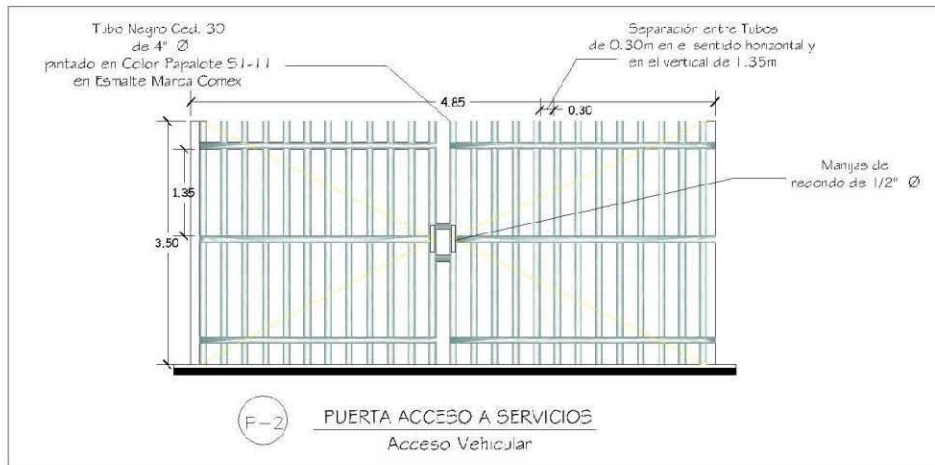 Tubo Negro Ced. 30
de 4" Ø
pintado en Color Papalote S1-11
en Esmalte Marca Comex
Separación entre Tubos
de 0.30m en el sentido horizontal y
en el vertical de 1.35m
4.85
0.30
1.35
3.50
Manijas de
redondo de 1/2" Ø
P-2
PUERTA ACCESO A SERVICIOS
Acceso Vehicular